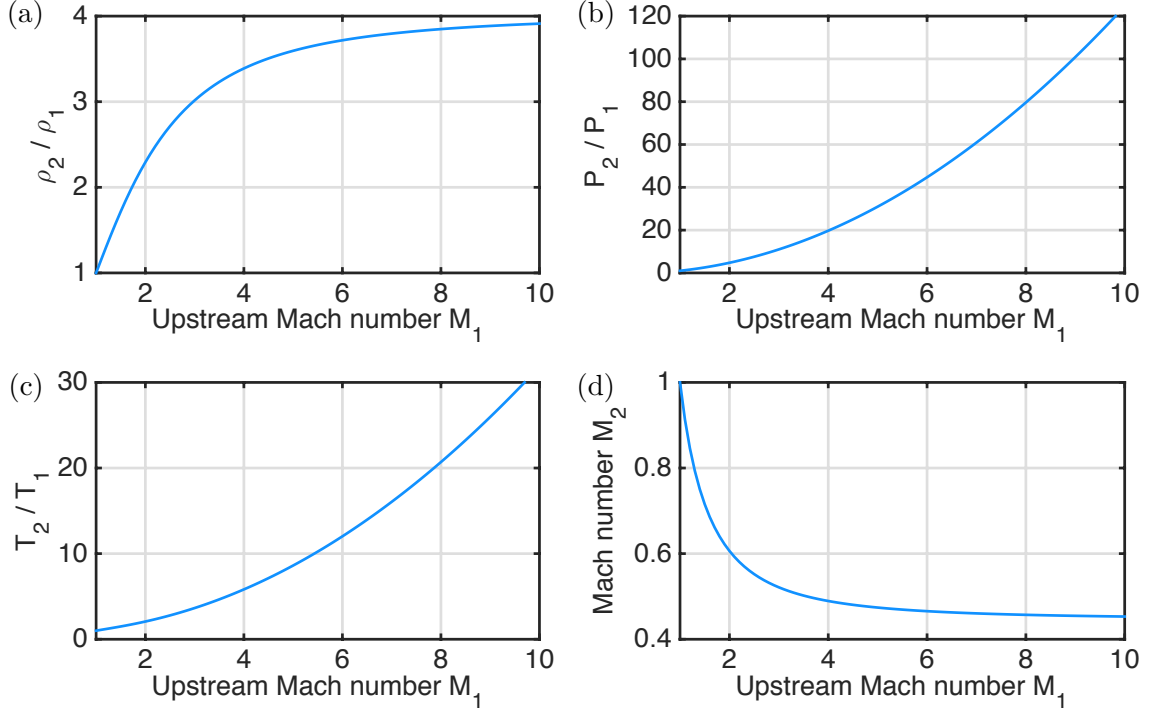 (a)
4
3
2
1
ρ2 / ρ1
2 4 6 8 10
Upstream Mach number M1
(b)
120
100
80
60
40
20
0
P2 / P1
2 4 6 8 10
Upstream Mach number M1
(c)
30
20
10
0
T2 / T1
2 4 6 8 10
Upstream Mach number M1
(d)
1
0.8
0.6
0.4
Mach number M2
2 4 6 8 10
Upstream Mach number M1